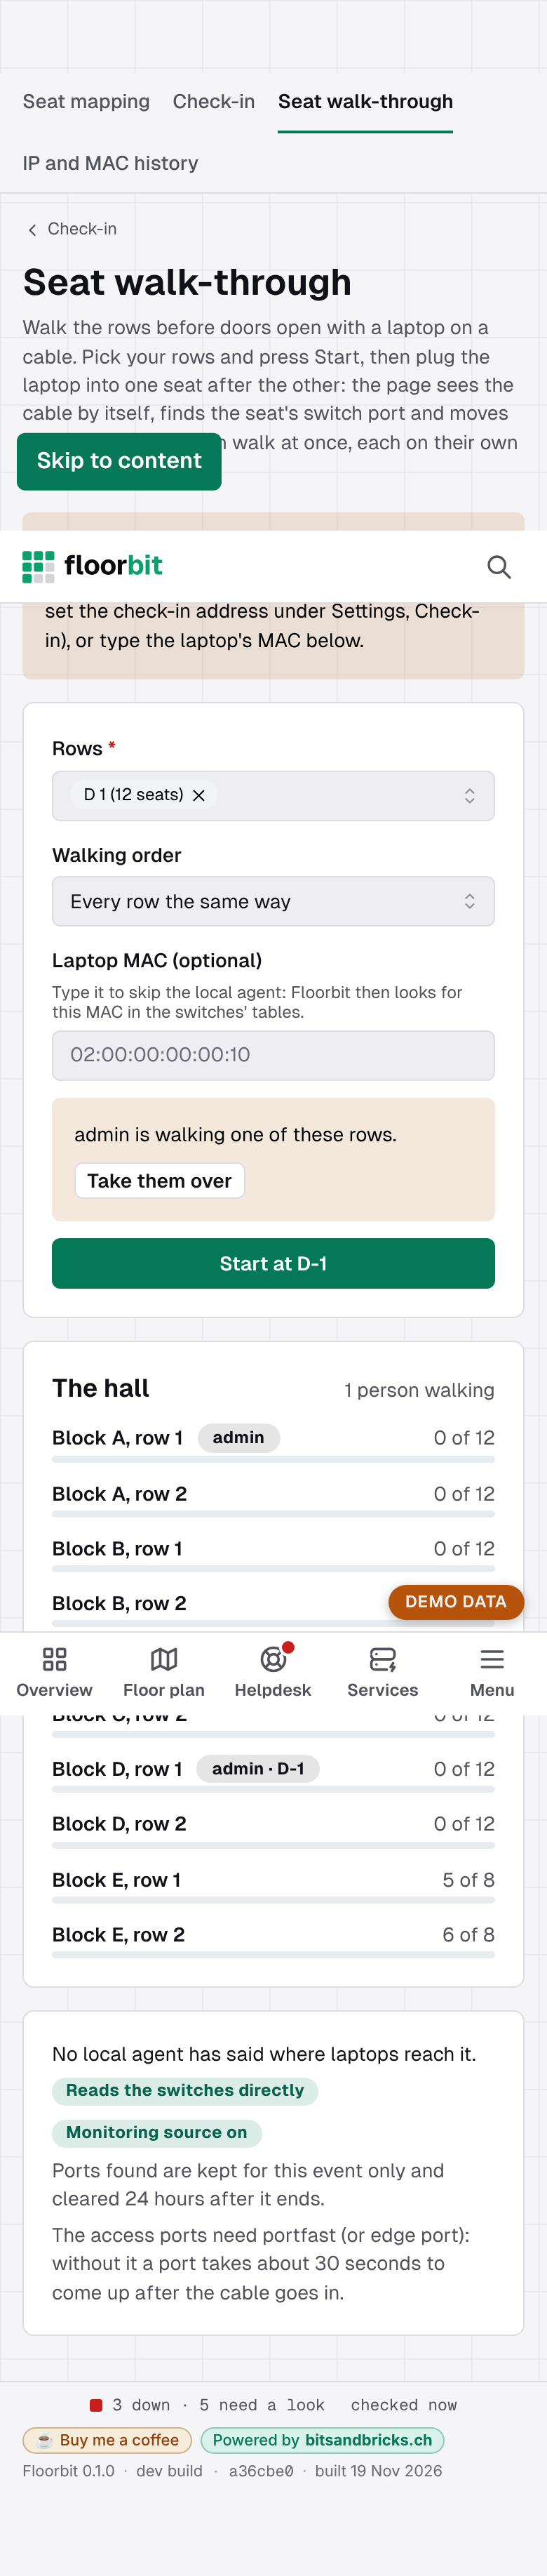 Seat mapping Check-in Seat walk-through
IP and MAC history
Check-in
Seat walk-through
Walk the rows before doors open with a laptop on a
cable. Pick your rows and press Start, then plug the
laptop into one seat after the other: the page sees the
cable by itself, finds the seat's switch port and moves
walk at once, each on their own
Skip to content
floorbit
set the check-in address under Settings, Check-
in), or type the laptop's MAC below.
Rows *
D 1 (12 seats)
Walking order
Every row the same way
Laptop MAC (optional)
Type it to skip the local agent: Floorbit then looks for
this MAC in the switches' tables.
02:00:00:00:00:10
admin is walking one of these rows.
Take them over
Start at D-1
The hall 1 person walking
Block A, row 1 admin 0 of 12
Block A, row 2 0 of 12
Block B, row 1 0 of 12
Block B, row 2
DEMO DATA
Overview Floor plan Helpdesk Services Menu
Block C, row 2 0 of 12
Block D, row 1 admin · D-1 0 of 12
Block D, row 2 0 of 12
Block E, row 1 5 of 8
Block E, row 2 6 of 8
No local agent has said where laptops reach it.
Reads the switches directly
Monitoring source on
Ports found are kept for this event only and
cleared 24 hours after it ends.
The access ports need portfast (or edge port):
without it a port takes about 30 seconds to
come up after the cable goes in.
3 down · 5 need a look checked now
☕ Buy me a coffee Powered by bitsandbricks.ch
Floorbit 0.1.0 · dev build · a36cbe0 · built 19 Nov 2026